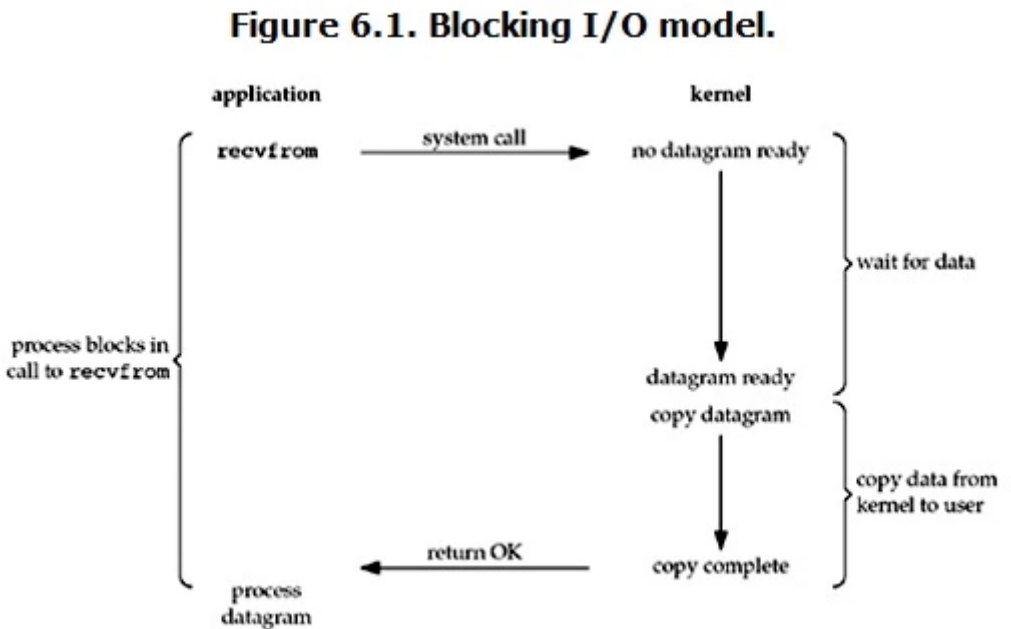 Figure 6.1. Blocking I/O model.
application
kernel
recvfrom
system call
no datagram ready
wait for data
process blocks in
call to recvfrom
datagram ready
copy datagram
copy data from
kernel to user
return OK
copy complete
process
datagram